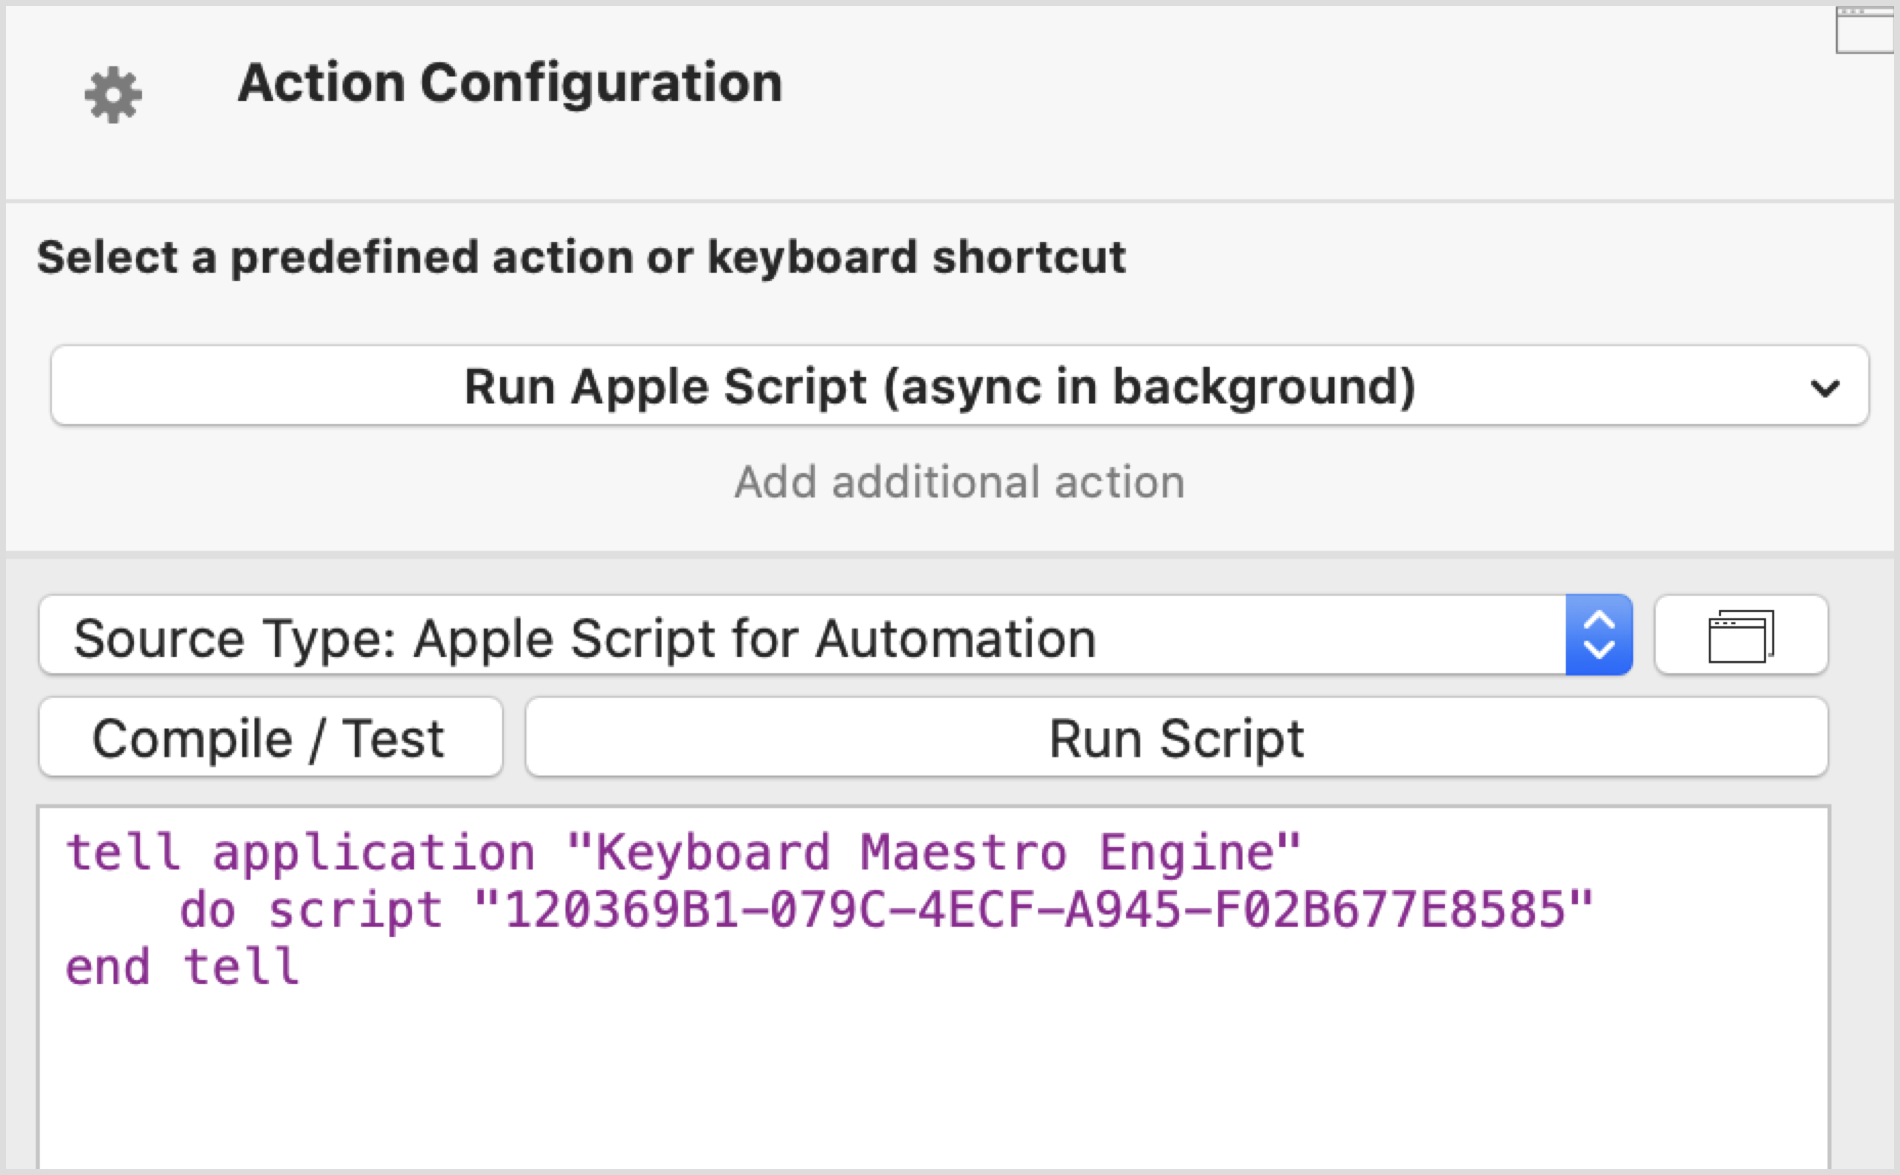 Action Configuration
Select a predefined action or keyboard shortcut
Run Apple Script (async in background)
Add additional action
Source Type: Apple Script for Automation
Compile / Test
Run Script
tell application "Keyboard Maestro Engine"
    do script "120369B1-079C-4ECF-A945-F02B677E8585"
end tell